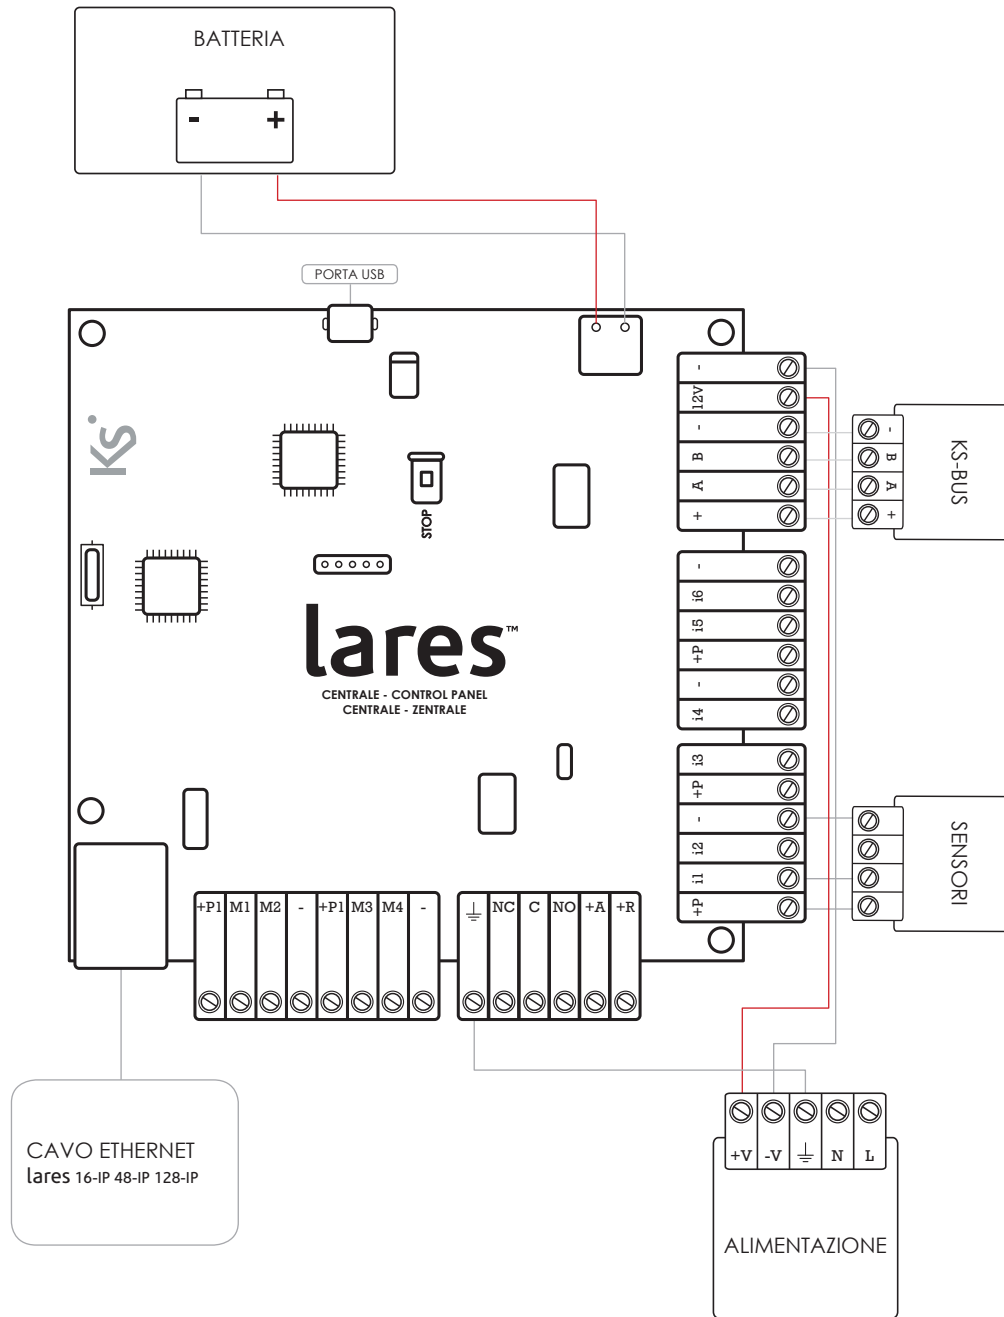 BATTERIA
- +
PORTA USB
Ks
STOP
lares™
CENTRALE - CONTROL PANEL
CENTRALE - ZENTRALE
-
12V
-
B
A
+
-
i6
i5
+P
-
i4
i3
+P
-
i2
i1
+P
-
B
A
+
KS-BUS
SENSORI
+P1 M1 M2 - +P1 M3 M4 -
NC C NO +A +R
CAVO ETHERNET
lares 16-IP 48-IP 128-IP
+V -V N L
ALIMENTAZIONE